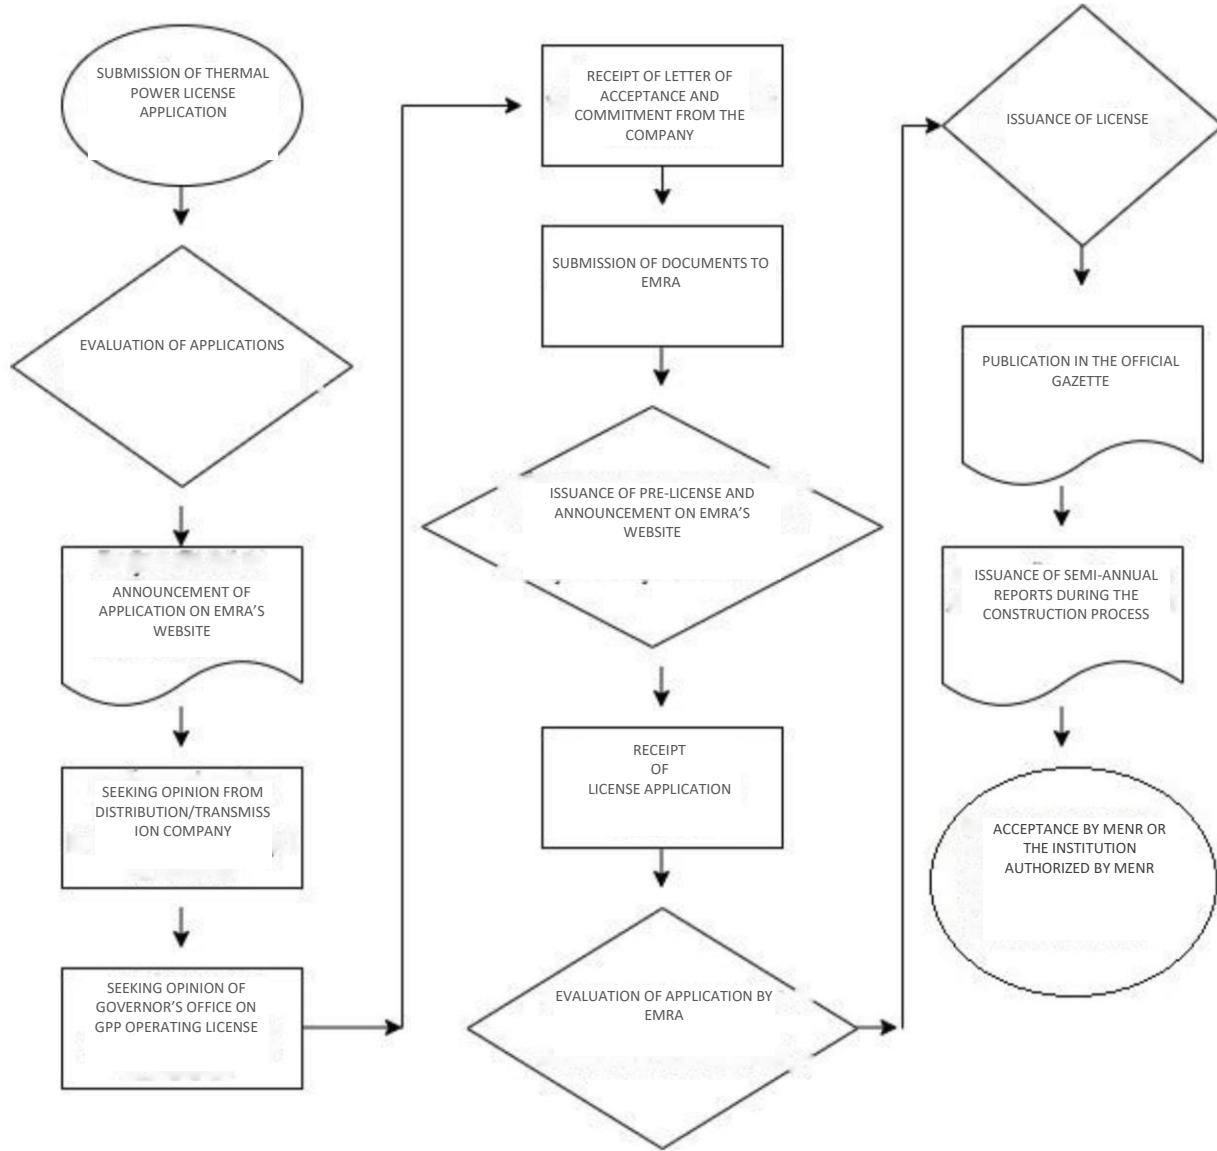 SUBMISSION OF THERMAL
POWER LICENSE
APPLICATION
EVALUATION OF APPLICATIONS
ANNOUNCEMENT OF
APPLICATION ON EMRA'S
WEBSITE
SEEKING OPINION FROM
DISTRIBUTION/TRANSMISS
ION COMPANY
SEEKING OPINION OF
GOVERNOR'S OFFICE ON
GPP OPERATING LICENSE
RECEIPT OF LETTER OF
ACCEPTANCE AND
COMMITMENT FROM THE
COMPANY
SUBMISSION OF DOCUMENTS TO
EMRA
ISSUANCE OF PRE-LICENSE AND
ANNOUNCEMENT ON EMRA'S
WEBSITE
RECEIPT
OF
LICENSE APPLICATION
EVALUATION OF APPLICATION BY
EMRA
ISSUANCE OF LICENSE
PUBLICATION IN THE OFFICIAL
GAZETTE
ISSUANCE OF SEMI-ANNUAL
REPORTS DURING THE
CONSTRUCTION PROCESS
ACCEPTANCE BY MENR OR
THE INSTITUTION
AUTHORIZED BY MENR